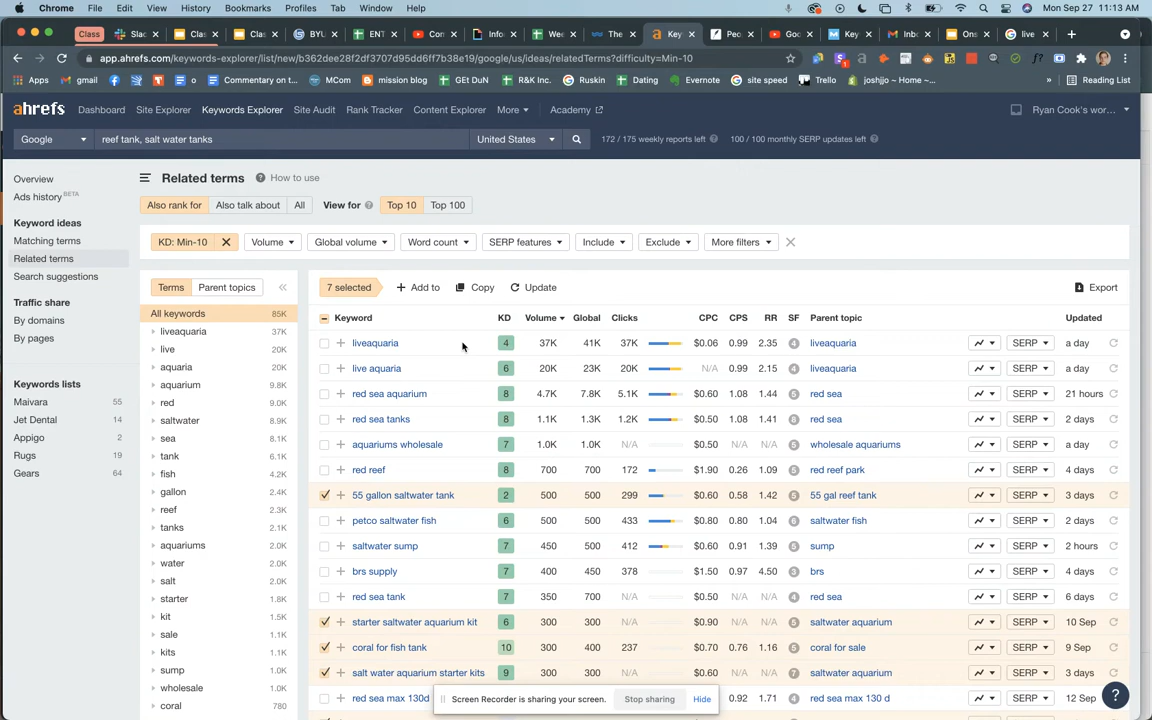 Chrome File Edit View History Bookmarks Profiles Tab Window Help Mon Sep 27 11:13 AM
Class Slac Clas Clas BYU ENT Con Info Wee The Key Peo Goo Key Inbo Ons live
app.ahrefs.com/keywords-explorer/new/b362dee28f2df3707d95dd6ff7b38e19/google/us/ideas/relatedTerms?difficulty=Min-10
Apps gmail o Commentary on t... MCom mission blog GEt DuN R&K Inc. Ruskin Dating Evernote site speed Trello joshjjo ~ Home ~... » Reading List
ahrefs Dashboard Site Explorer Keywords Explorer Site Audit Rank Tracker Content Explorer More Academy Ryan Cook's wor...
Google reef tank, salt water tanks United States 172 / 175 weekly reports left 100 / 100 monthly SERP updates left
Overview
Ads history BETA
Keyword ideas
Matching terms
Related terms
Search suggestions
Traffic share
By domains
By pages
Keywords lists
Maivara 55
Jet Dental 14
Appigo 2
Rugs 19
Gears 64
Related terms ? How to use
Also rank for Also talk about All View for ? Top 10 Top 100
KD: Min-10 Volume Global volume Word count SERP features Include Exclude More filters
Terms Parent topics «
All keywords 85K
liveaquaria 37K
live 20K
aquaria 20K
aquarium 9.8K
red 9.0K
saltwater 8.9K
sea 8.1K
tank 6.1K
fish 4.2K
gallon 2.4K
reef 2.3K
tanks 2.1K
aquariums 2.0K
water 2.0K
salt 2.0K
starter 1.8K
kit 1.5K
sale 1.1K
kits 1.1K
sump 1.1K
wholesale 1.0K
coral 780
7 selected + Add to Copy Update Export
Keyword KD Volume Global Clicks CPC CPS RR SF Parent topic Updated
liveaquaria 4 37K 41K 37K $0.06 0.99 2.35 4 liveaquaria SERP a day
live aquaria 6 20K 23K 20K N/A 0.99 2.15 4 liveaquaria SERP a day
red sea aquarium 8 4.7K 7.8K 5.1K $0.60 1.08 1.44 4 red sea SERP 21 hours
red sea tanks 8 1.1K 1.3K 1.2K $0.50 1.08 1.41 6 red sea SERP 2 days
aquariums wholesale 7 1.0K 1.0K N/A $0.50 N/A N/A 5 wholesale aquariums SERP a day
red reef 8 700 700 172 $1.90 0.26 1.09 5 red reef park SERP 4 days
55 gallon saltwater tank 2 500 500 299 $0.60 0.58 1.42 5 55 gal reef tank SERP 3 days
petco saltwater fish 6 500 500 433 $0.80 0.80 1.04 6 saltwater fish SERP 2 days
saltwater sump 7 450 500 412 $0.60 0.91 1.39 5 sump SERP 2 hours
brs supply 7 400 450 378 $1.50 0.97 4.50 3 brs SERP 4 days
red sea tank 7 350 700 N/A $0.50 N/A N/A 4 red sea SERP 6 days
starter saltwater aquarium kit 6 300 300 N/A $0.90 N/A N/A 5 saltwater aquarium SERP 10 Sep
coral for fish tank 10 300 400 237 $0.70 0.76 1.16 5 coral for sale SERP 9 Sep
salt water aquarium starter kits 9 300 300 N/A $0.60 N/A N/A 7 saltwater aquarium SERP 3 days
red sea max 130d 0.92 1.71 4 red sea max 130 d SERP 12 Sep
Screen Recorder is sharing your screen. Stop sharing Hide
?